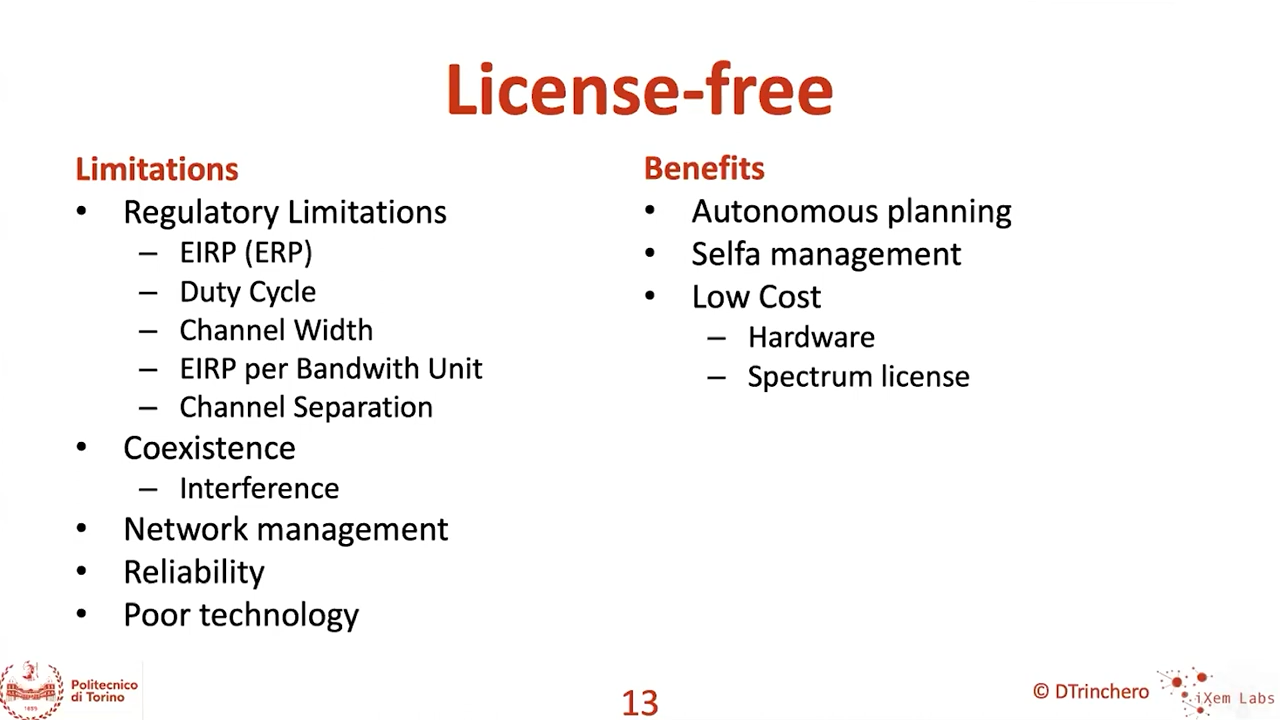 License-free
Limitations
• Regulatory Limitations
– EIRP (ERP)
– Duty Cycle
– Channel Width
– EIRP per Bandwith Unit
– Channel Separation
• Coexistence
– Interference
• Network management
• Reliability
• Poor technology
Benefits
• Autonomous planning
• Selfa management
• Low Cost
– Hardware
– Spectrum license
1859
Politecnico
di Torino
13
© DTrinchero
iXem Labs